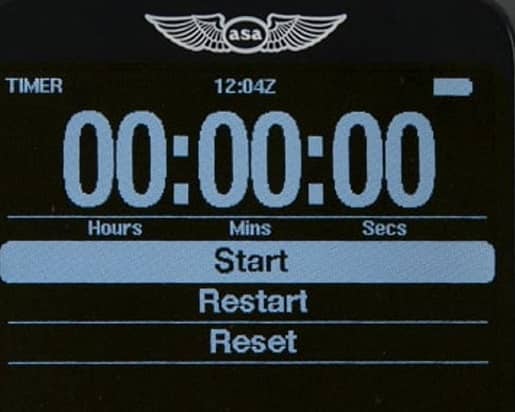 asa
TIMER 12:04Z
00:00:00
Hours Mins Secs
Start
Restart
Reset